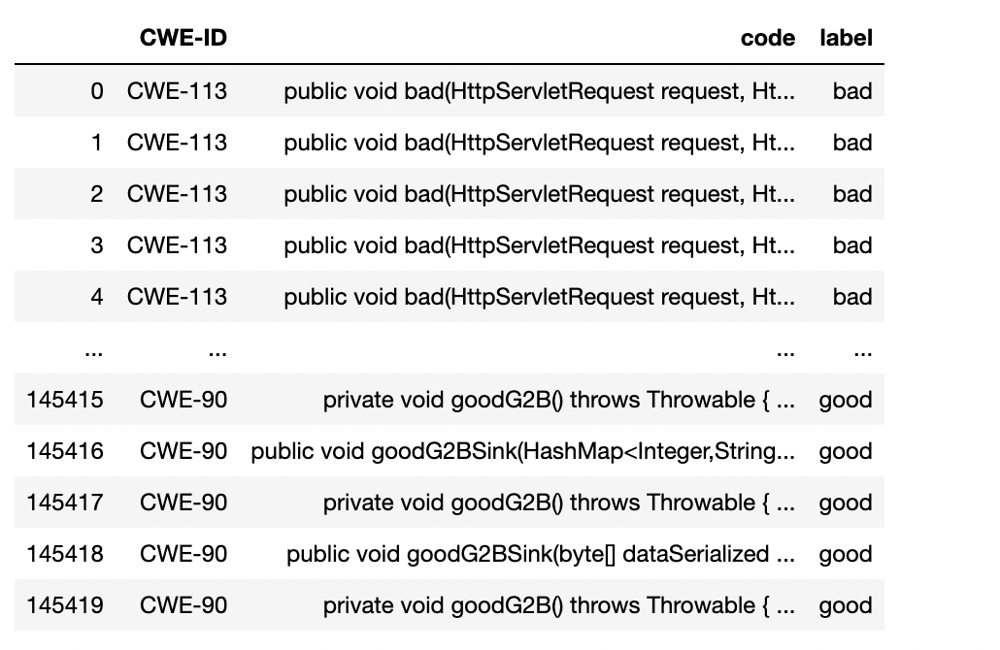 CWE-ID code label
0 CWE-113 public void bad(HttpServletRequest request, Ht... bad
1 CWE-113 public void bad(HttpServletRequest request, Ht... bad
2 CWE-113 public void bad(HttpServletRequest request, Ht... bad
3 CWE-113 public void bad(HttpServletRequest request, Ht... bad
4 CWE-113 public void bad(HttpServletRequest request, Ht... bad
... ... ... ...
145415 CWE-90 private void goodG2B() throws Throwable { ... good
145416 CWE-90 public void goodG2BSink(HashMap<Integer,String... good
145417 CWE-90 private void goodG2B() throws Throwable { ... good
145418 CWE-90 public void goodG2BSink(byte[] dataSerialized ... good
145419 CWE-90 private void goodG2B() throws Throwable { ... good